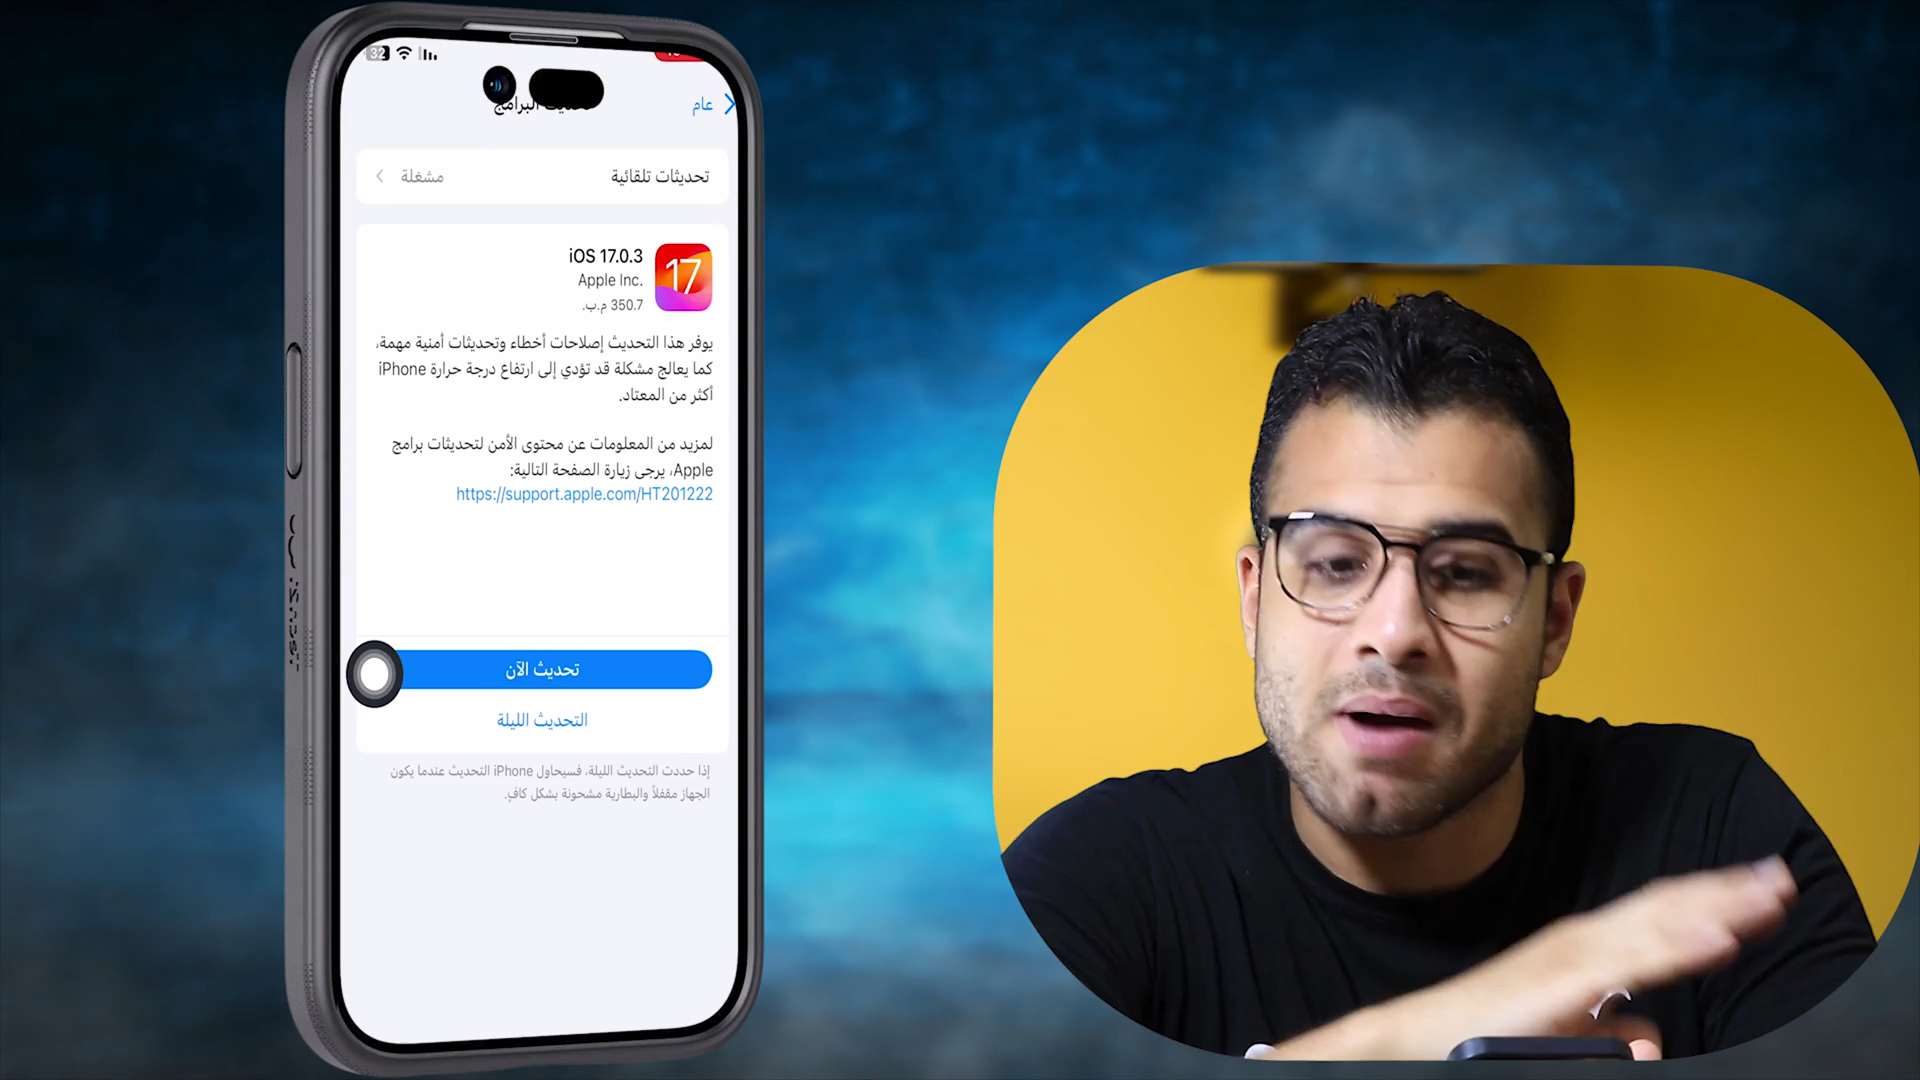 32
عام
البرامج
تحديثات تلقائية
مشغلة
iOS 17.0.3
17
Apple Inc.
350.7 م.ب.
يوفر هذا التحديث إصلاحات أخطاء وتحديثات أمنية مهمة،
كما يعالج مشكلة قد تؤدي إلى ارتفاع درجة حرارة iPhone
أكثر من المعتاد.
لمزيد من المعلومات عن محتوى الأمن لتحديثات برامج
Apple، يرجى زيارة الصفحة التالية:
https://support.apple.com/HT201222
تحديث الآن
التحديث الليلة
إذا حددت التحديث الليلة، فسيحاول iPhone التحديث عندما يكون
الجهاز مقفلاً والبطارية مشحونة بشكل كافٍ.